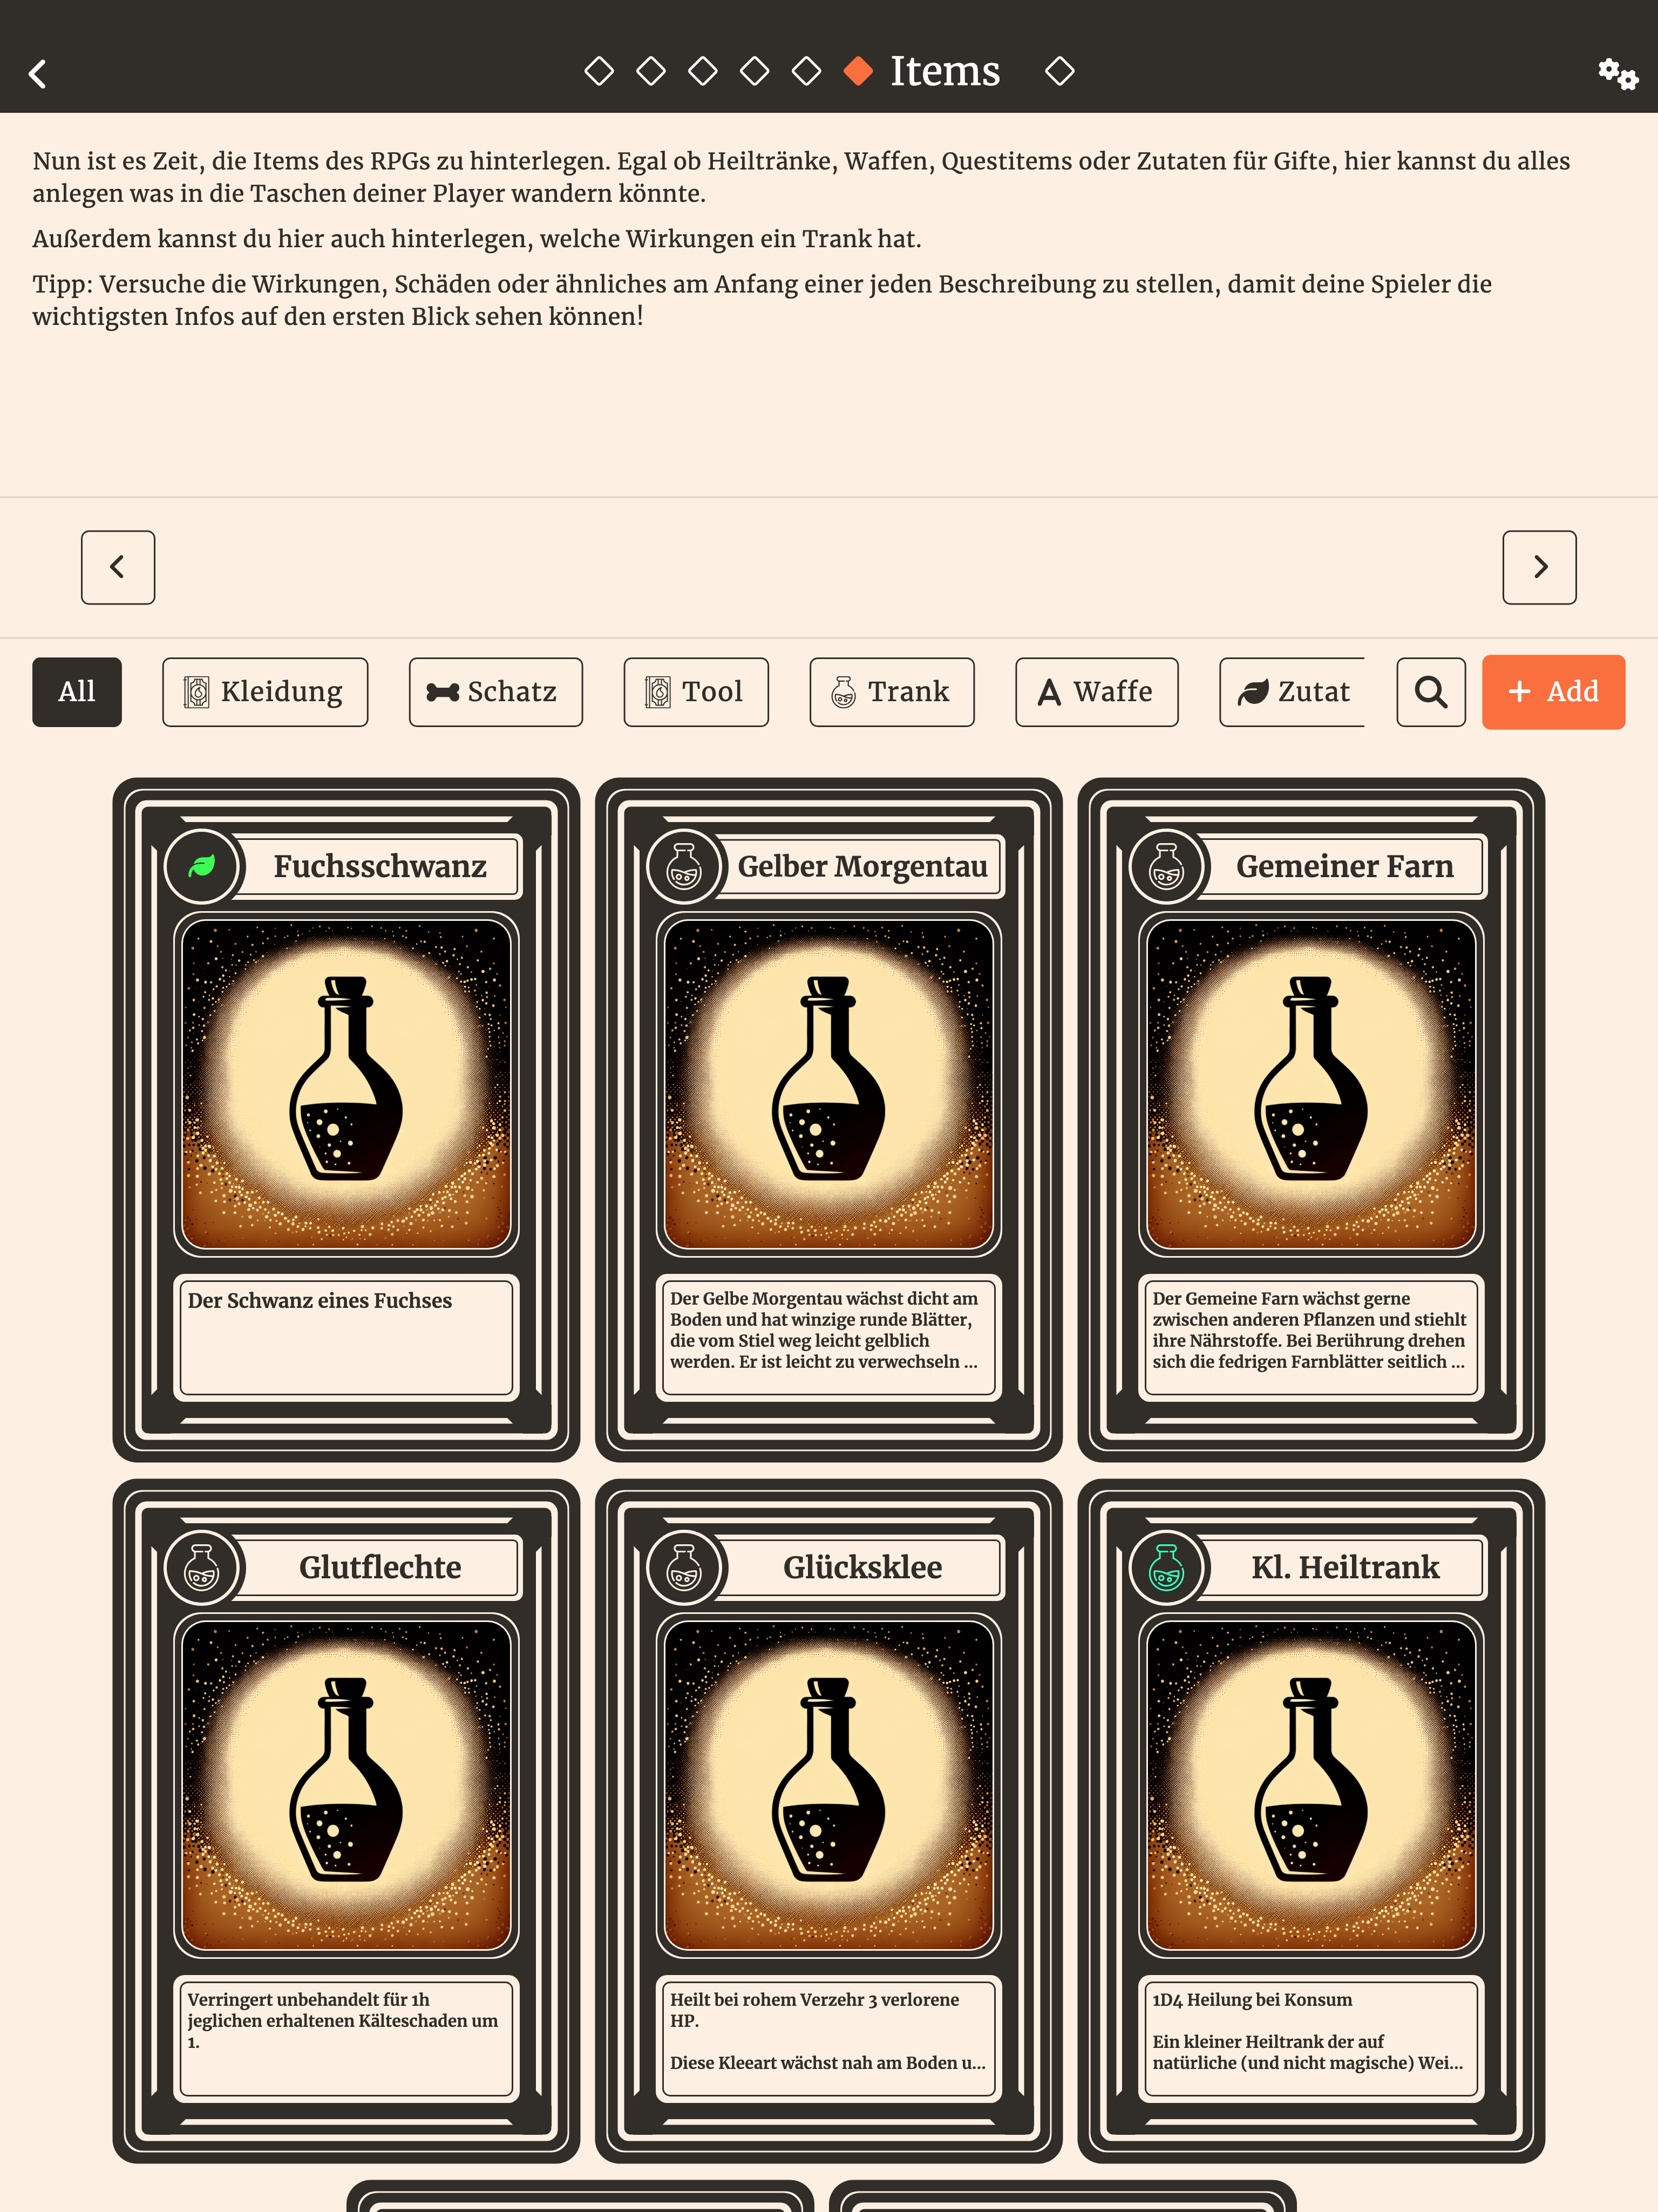 Items
Nun ist es Zeit, die Items des RPGs zu hinterlegen. Egal ob Heiltränke, Waffen, Questitems oder Zutaten für Gifte, hier kannst du alles
anlegen was in die Taschen deiner Player wandern könnte.
Außerdem kannst du hier auch hinterlegen, welche Wirkungen ein Trank hat.
Tipp: Versuche die Wirkungen, Schäden oder ähnliches am Anfang einer jeden Beschreibung zu stellen, damit deine Spieler die
wichtigsten Infos auf den ersten Blick sehen können!
All Kleidung Schatz Tool Trank Waffe Zutat + Add
Fuchsschwanz
Der Schwanz eines Fuchses
Gelber Morgentau
Der Gelbe Morgentau wächst dicht am
Boden und hat winzige runde Blätter,
die vom Stiel weg leicht gelblich
werden. Er ist leicht zu verwechseln ...
Gemeiner Farn
Der Gemeine Farn wächst gerne
zwischen anderen Pflanzen und stiehlt
ihre Nährstoffe. Bei Berührung drehen
sich die fedrigen Farnblätter seitlich ...
Glutflechte
Verringert unbehandelt für 1h
jeglichen erhaltenen Kälteschaden um
1.
Glücksklee
Heilt bei rohem Verzehr 3 verlorene
HP.
Diese Kleeart wächst nah am Boden u...
Kl. Heiltrank
1D4 Heilung bei Konsum
Ein kleiner Heiltrank der auf
natürliche (und nicht magische) Wei...